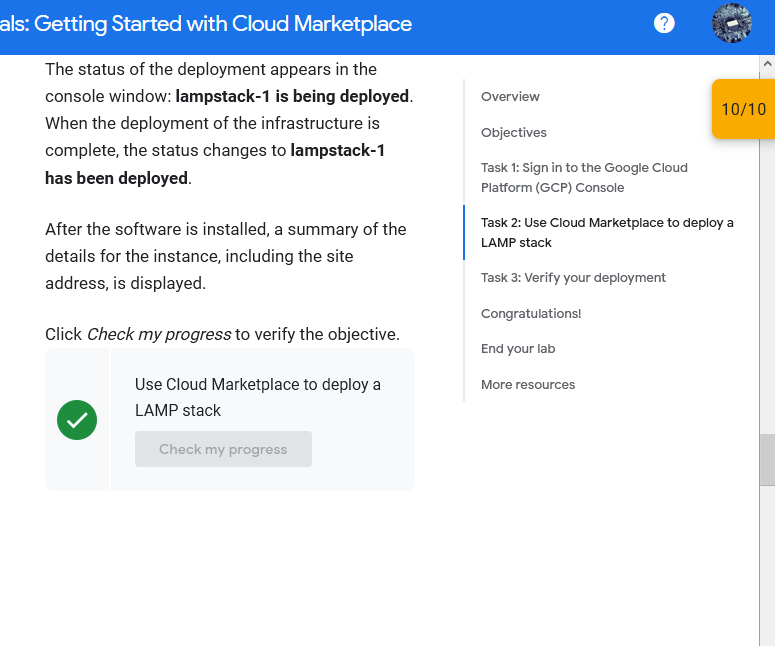 als: Getting Started with Cloud Marketplace
?
The status of the deployment appears in the
console window: lampstack-1 is being deployed.
When the deployment of the infrastructure is
complete, the status changes to lampstack-1
has been deployed.
After the software is installed, a summary of the
details for the instance, including the site
address, is displayed.
Click Check my progress to verify the objective.
Use Cloud Marketplace to deploy a
LAMP stack
Check my progress
Overview
Objectives
Task 1: Sign in to the Google Cloud
Platform (GCP) Console
Task 2: Use Cloud Marketplace to deploy a
LAMP stack
Task 3: Verify your deployment
Congratulations!
End your lab
More resources
10/10